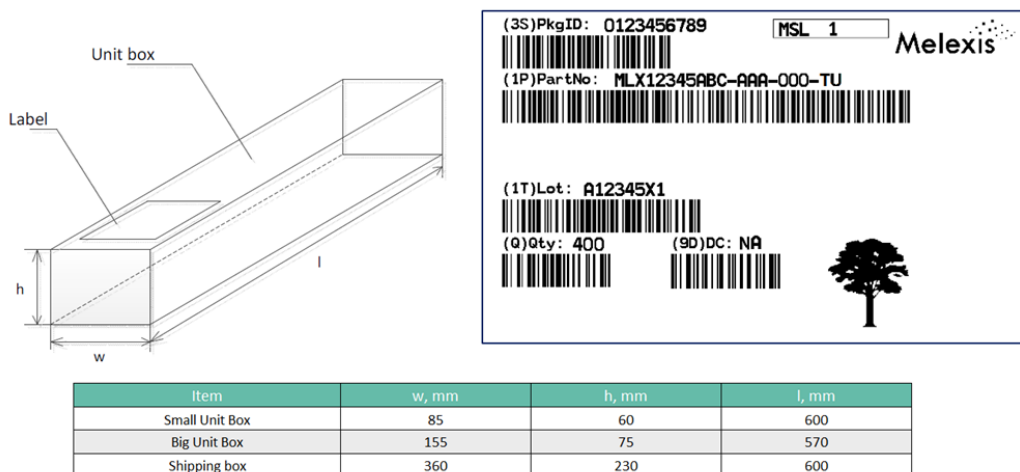 Unit box
Label
h
w
l
(3S)PkgID: 0123456789
MSL 1
Melexis
(1P)PartNo: MLX12345ABC-AAA-000-TU
(1T)Lot: A12345X1
(Q)Qty: 400
(9D)DC: NA
Item w, mm h, mm l, mm
Small Unit Box 85 60 600
Big Unit Box 155 75 570
Shipping box 360 230 600